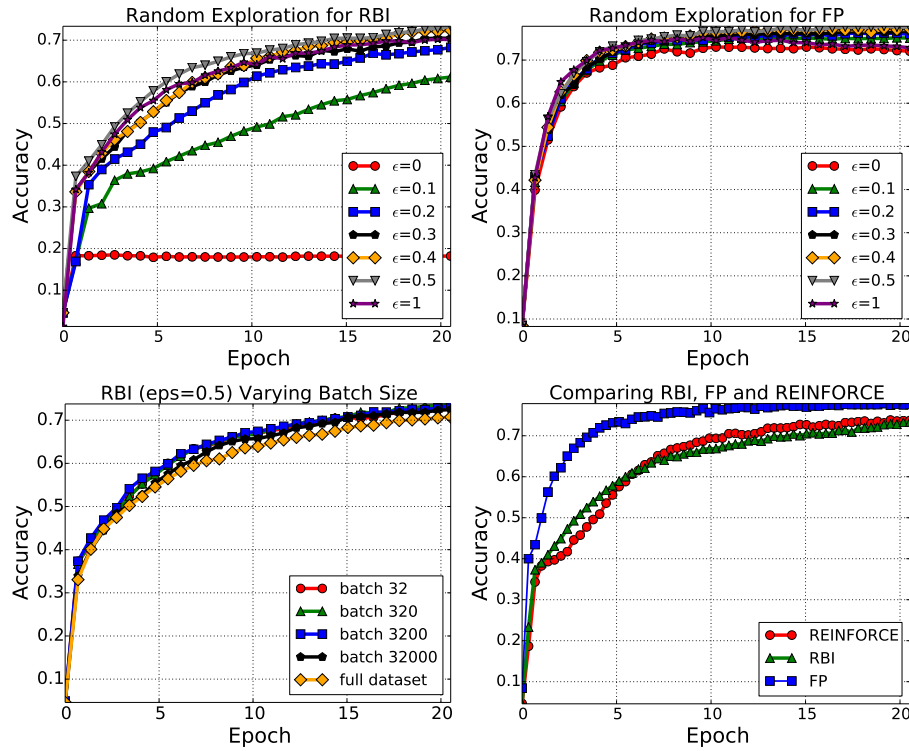 Random Exploration for RBI
Accuracy
0.7
0.6
0.5
0.4
0.3
0.2
0.1
0 5 10 15 20
Epoch
ϵ=0
ϵ=0.1
ϵ=0.2
ϵ=0.3
ϵ=0.4
ϵ=0.5
ϵ=1
Random Exploration for FP
Accuracy
0.7
0.6
0.5
0.4
0.3
0.2
0.1
0 5 10 15 20
Epoch
ϵ=0
ϵ=0.1
ϵ=0.2
ϵ=0.3
ϵ=0.4
ϵ=0.5
ϵ=1
RBI (eps=0.5) Varying Batch Size
Accuracy
0.7
0.6
0.5
0.4
0.3
0.2
0.1
0 5 10 15 20
Epoch
batch 32
batch 320
batch 3200
batch 32000
full dataset
Comparing RBI, FP and REINFORCE
Accuracy
0.7
0.6
0.5
0.4
0.3
0.2
0.1
0 5 10 15 20
Epoch
REINFORCE
RBI
FP